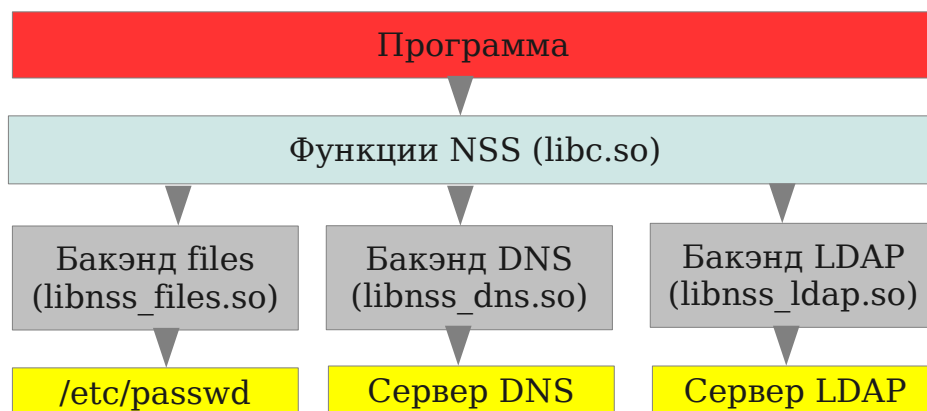 Программа
Функции NSS (libc.so)
Бакэнд files
(libnss_files.so)
Бакэнд DNS
(libnss_dns.so)
Бакэнд LDAP
(libnss_ldap.so)
/etc/passwd
Сервер DNS
Сервер LDAP